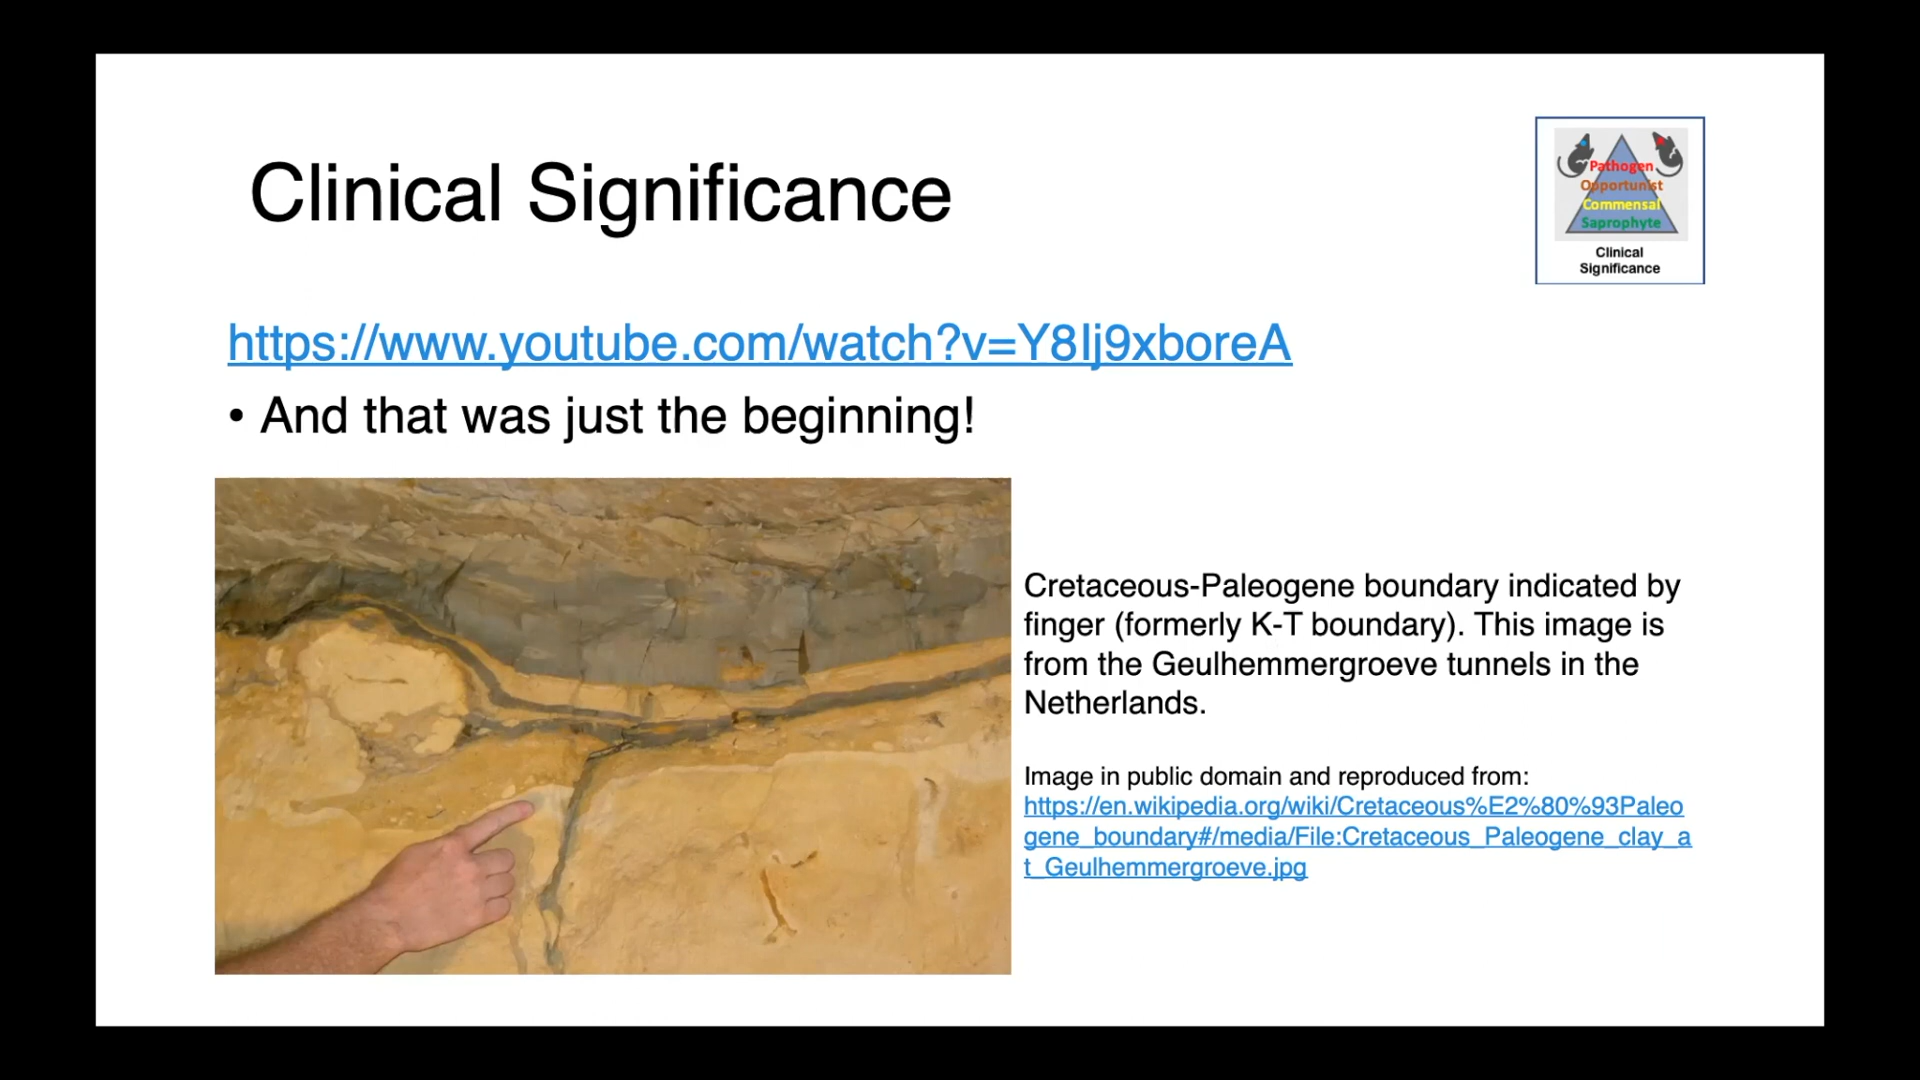 Clinical Significance
Pathogen
Opportunist
Commensal
Saprophyte
Clinical
Significance
https://www.youtube.com/watch?v=Y8Ij9xboreA
• And that was just the beginning!
Cretaceous-Paleogene boundary indicated by
finger (formerly K-T boundary). This image is
from the Geulhemmergroeve tunnels in the
Netherlands.
Image in public domain and reproduced from:
https://en.wikipedia.org/wiki/Cretaceous%E2%80%93Paleo
gene_boundary#/media/File:Cretaceous_Paleogene_clay_a
t_Geulhemmergroeve.jpg